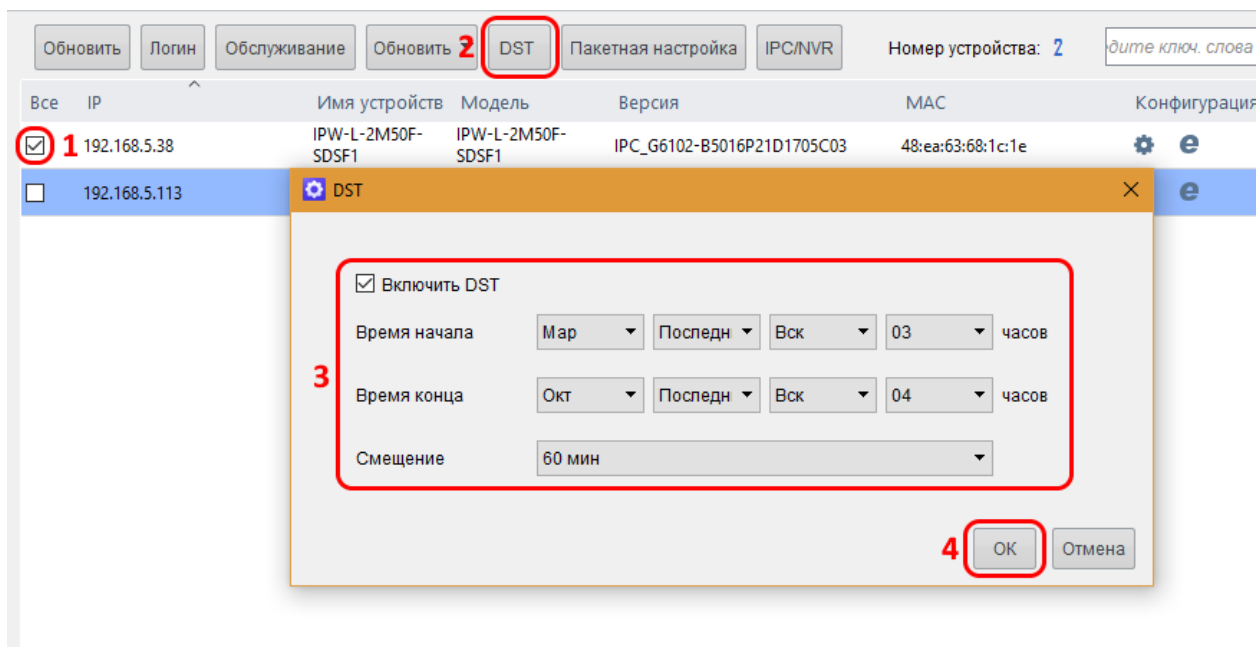 Обновить Логин Обслуживание Обновить 2 DST Пакетная настройка IPC/NVR Номер устройства: 2 дите ключ. слова
Все IP Имя устройств Модель Версия MAC Конфигурация
1 192.168.5.38 IPW-L-2M50F- IPW-L-2M50F- IPC_G6102-B5016P21D1705C03 48:ea:63:68:1c:1e
SDSF1 SDSF1
192.168.5.113
DST
Включить DST
Время начала Мар Последн Вск 03 часов
3
Время конца Окт Последн Вск 04 часов
Смещение 60 мин
4 ОК Отмена